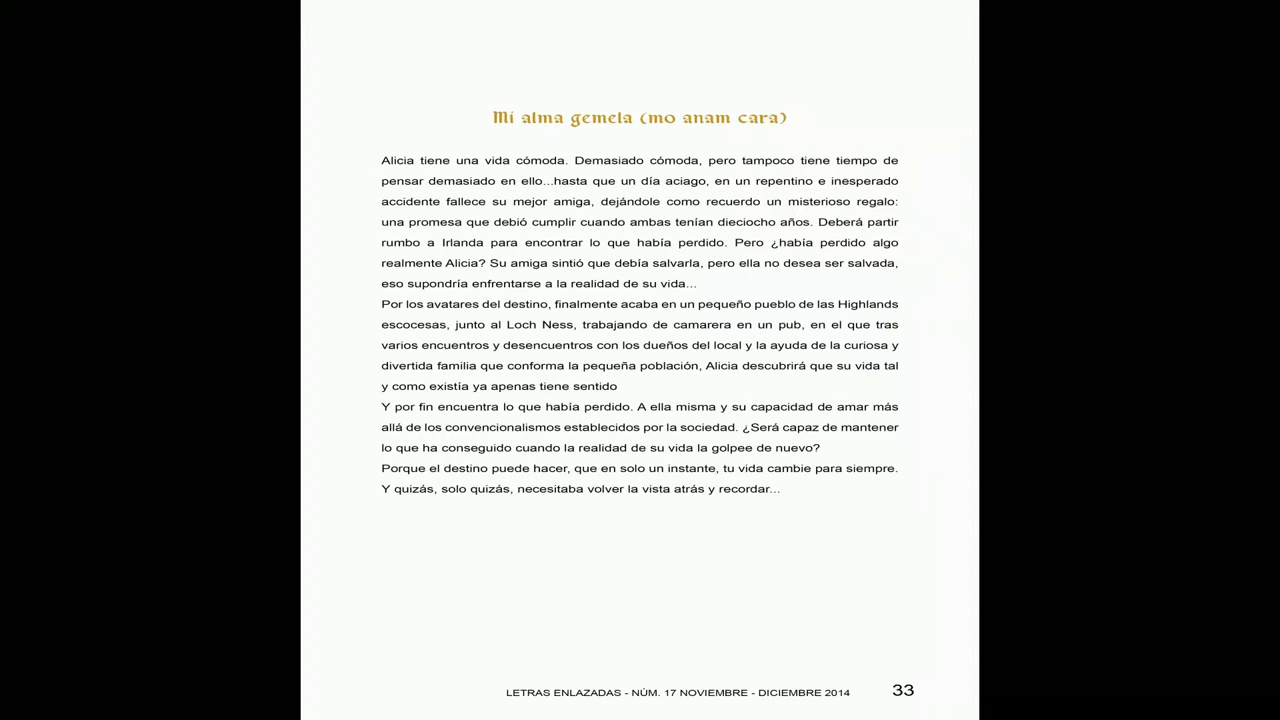 Mi alma gemela (mo anam cara)
Alicia tiene una vida cómoda. Demasiado cómoda, pero tampoco tiene tiempo de
pensar demasiado en ello...hasta que un día aciago, en un repentino e inesperado
accidente fallece su mejor amiga, dejándole como recuerdo un misterioso regalo:
una promesa que debió cumplir cuando ambas tenían dieciocho años. Deberá partir
rumbo a Irlanda para encontrar lo que había perdido. Pero ¿había perdido algo
realmente Alicia? Su amiga sintió que debía salvarla, pero ella no desea ser salvada,
eso supondría enfrentarse a la realidad de su vida...
Por los avatares del destino, finalmente acaba en un pequeño pueblo de las Highlands
escocesas, junto al Loch Ness, trabajando de camarera en un pub, en el que tras
varios encuentros y desencuentros con los dueños del local y la ayuda de la curiosa y
divertida familia que conforma la pequeña población, Alicia descubrirá que su vida tal
y como existía ya apenas tiene sentido
Y por fin encuentra lo que había perdido. A ella misma y su capacidad de amar más
allá de los convencionalismos establecidos por la sociedad. ¿Será capaz de mantener
lo que ha conseguido cuando la realidad de su vida la golpee de nuevo?
Porque el destino puede hacer, que en solo un instante, tu vida cambie para siempre.
Y quizás, solo quizás, necesitaba volver la vista atrás y recordar...
LETRAS ENLAZADAS - NÚM. 17 NOVIEMBRE - DICIEMBRE 2014 33